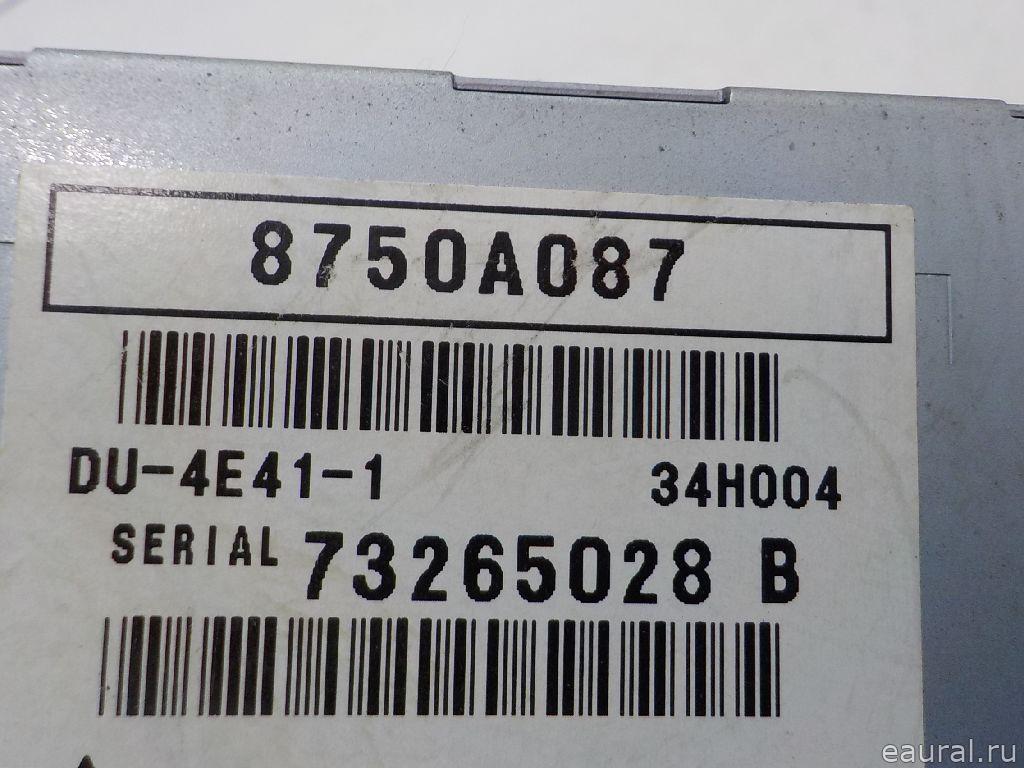 8750A087
DU-4E41-1 34H004
SERIAL 73265028 B
eaural.ru